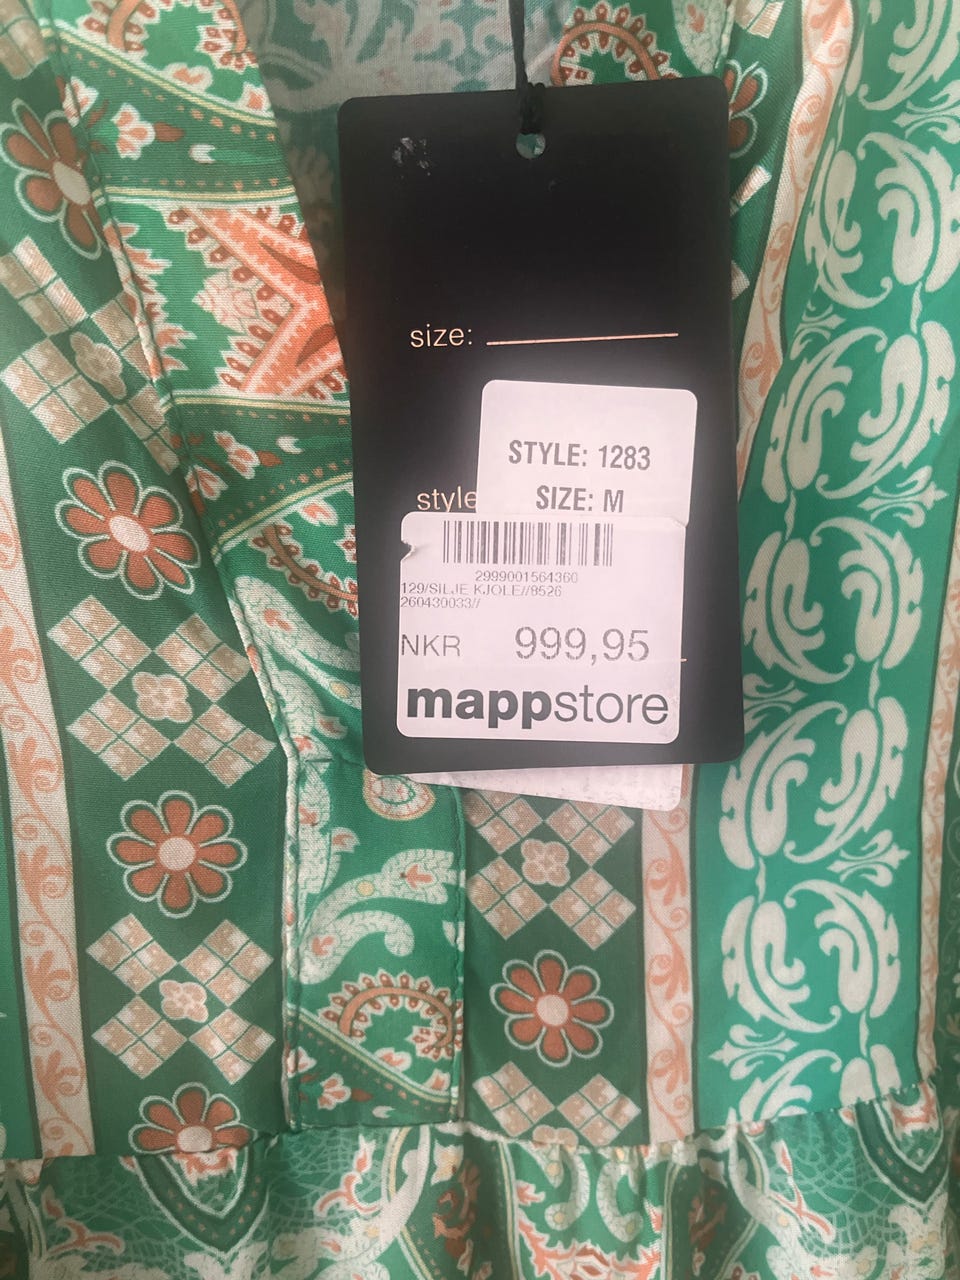 size:
STYLE: 1283
style
SIZE: M
2999001564360
129/SILJE KJOLE//8526
260430033//
NKR 999,95
mappstore